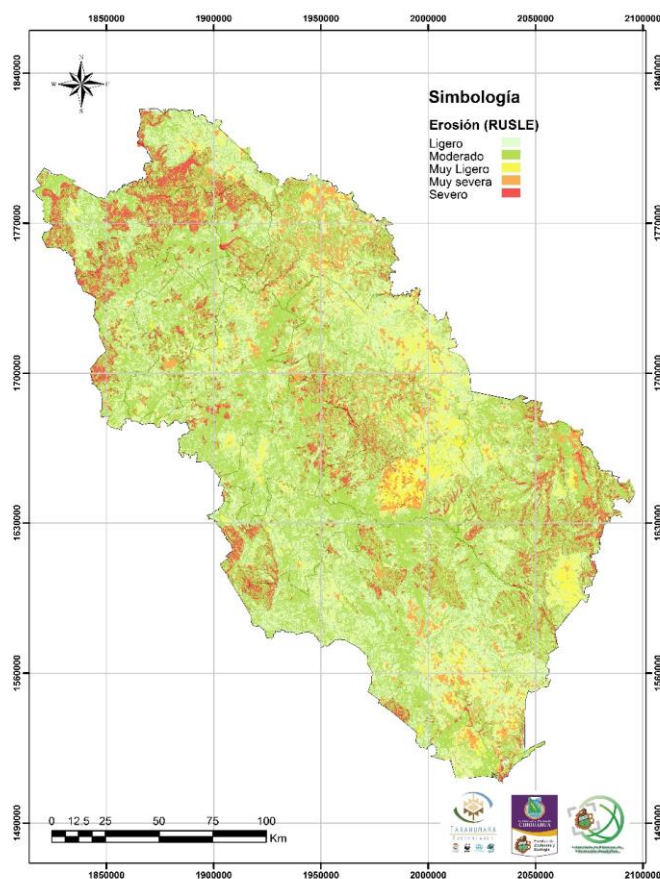 1850000 1900000 1950000 2000000 2050000 2100000
1840000 1840000
N
W E
S
Simbología
Erosión (RUSLE)
Ligero
Moderado
Muy Ligero
Muy severa
Severo
1770000 1770000
1700000 1700000
1630000 1630000
1560000 1560000
1490000 1490000
0 12.5 25 50 75 100
Km
TARAHUMARA
CHIHUAHUA
1850000 1900000 1950000 2000000 2050000 2100000